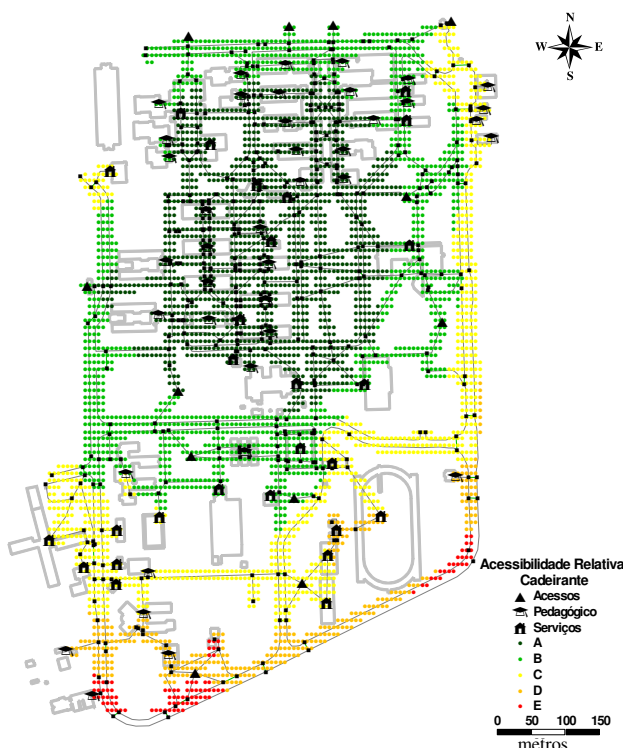 N
W E
S
Acessibilidade Relativa
Cadeirante
Acessos
Pedagógico
Serviços
A
B
C
D
E
0 50 100 150
metros